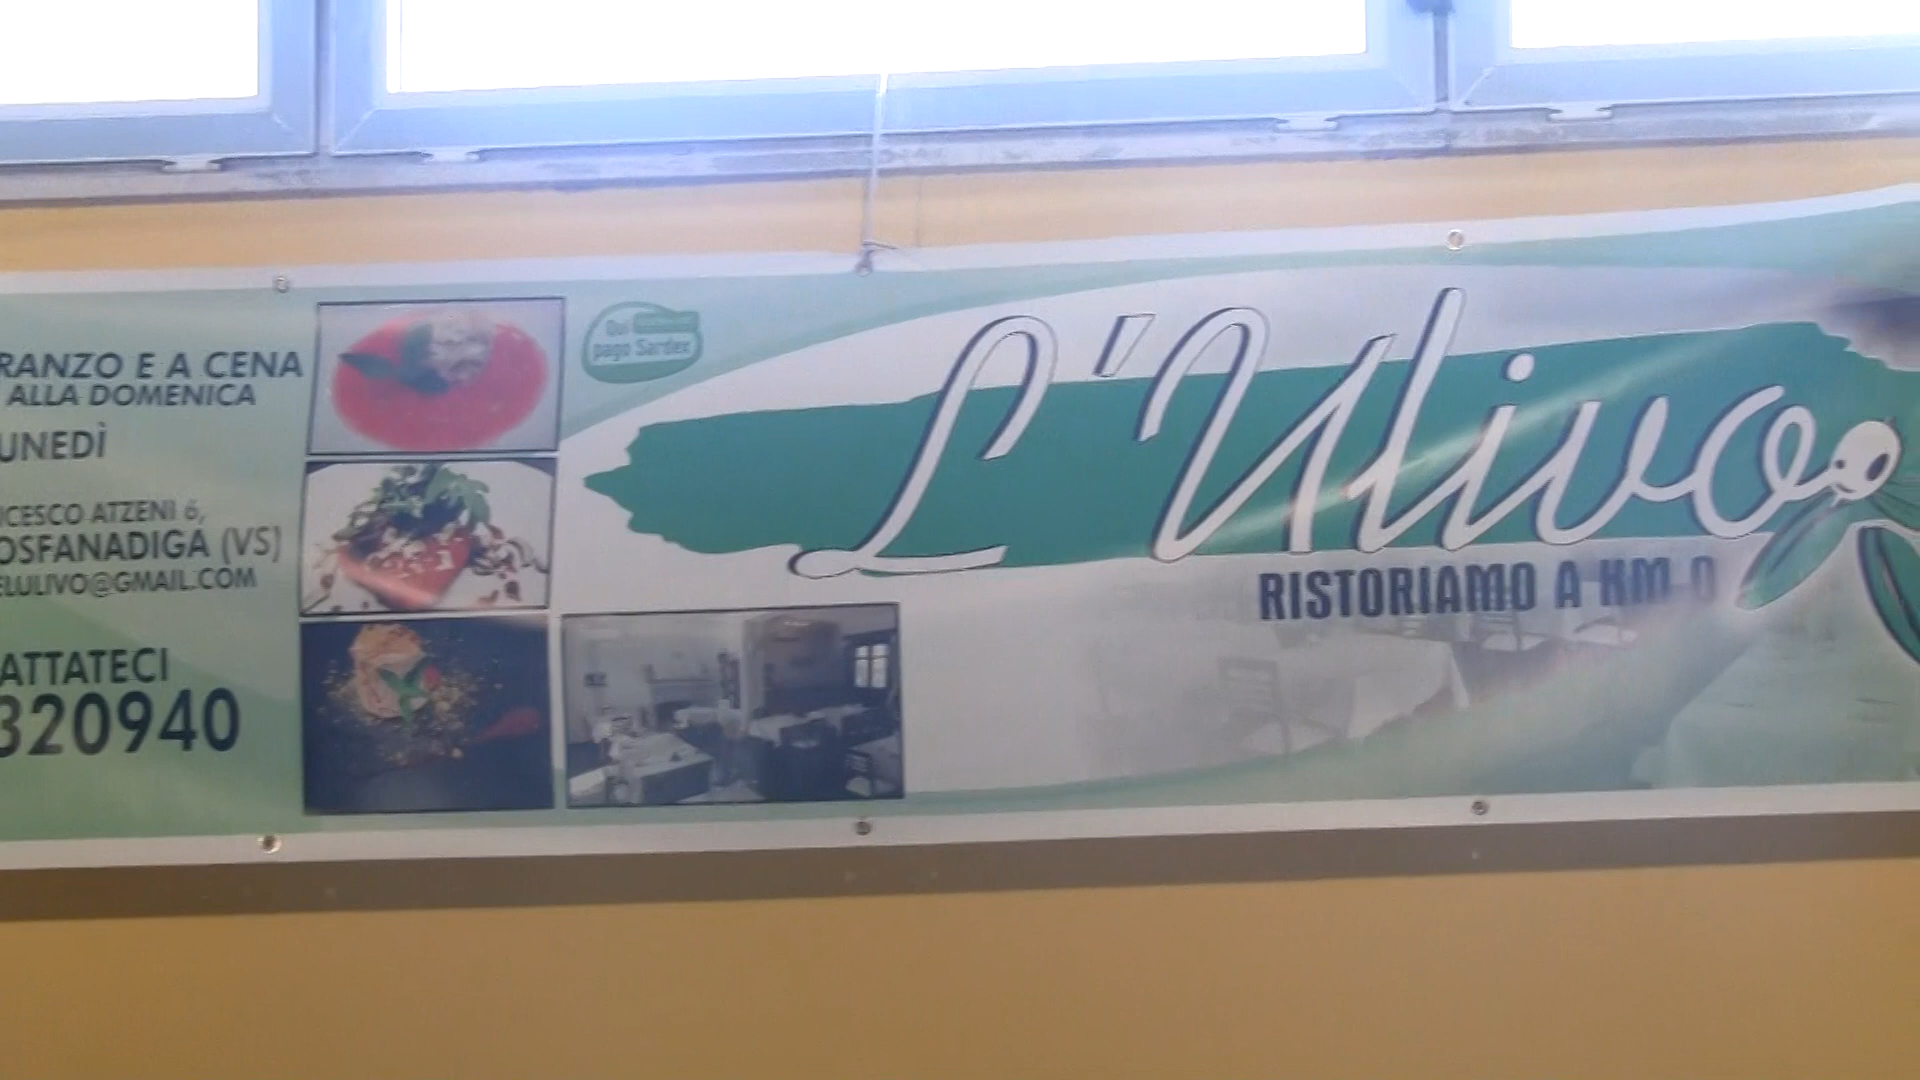 RANZO E A CENA
ALLA DOMENICA
UNEDÌ
CESCO ATZENI 6,
OSFANADIGA (VS)
ELULIVO@GMAIL.COM
ATTATECI
320940
Qui
pago Sardex
L'Ulivo
RISTORIAMO A KM 0